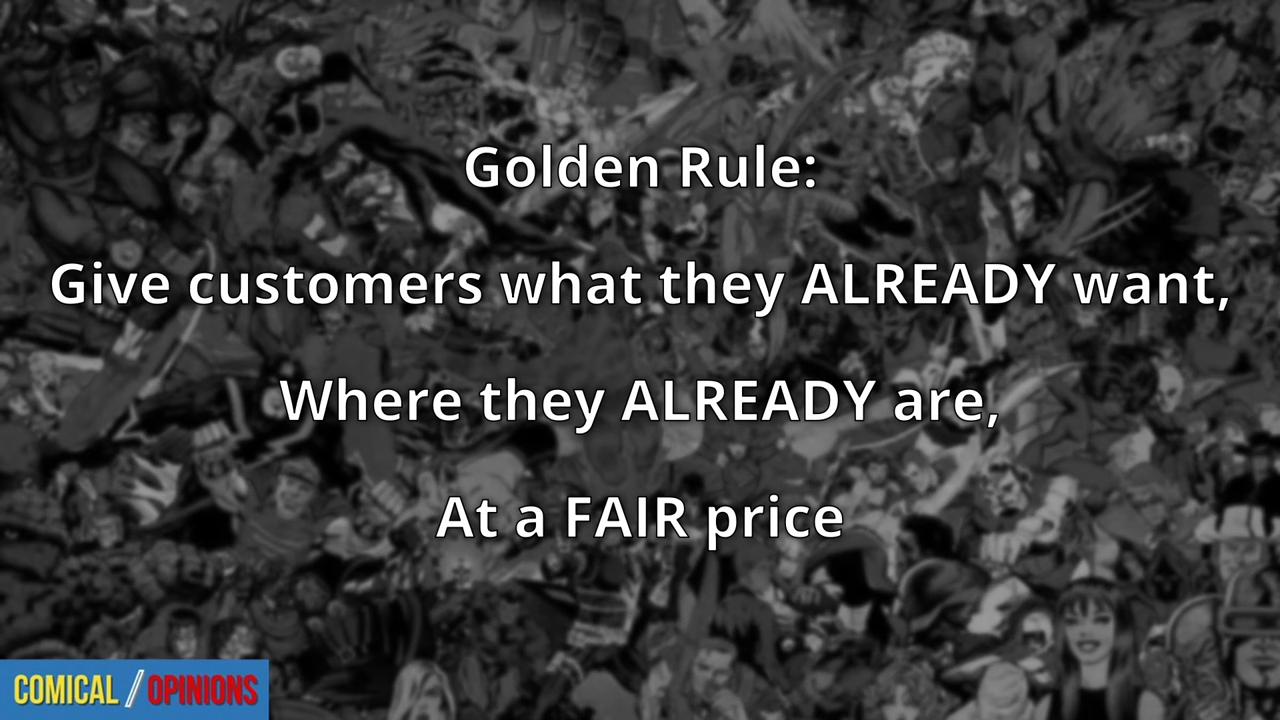 Golden Rule:
Give customers what they ALREADY want,
Where they ALREADY are,
At a FAIR price
COMICAL / OPINIONS